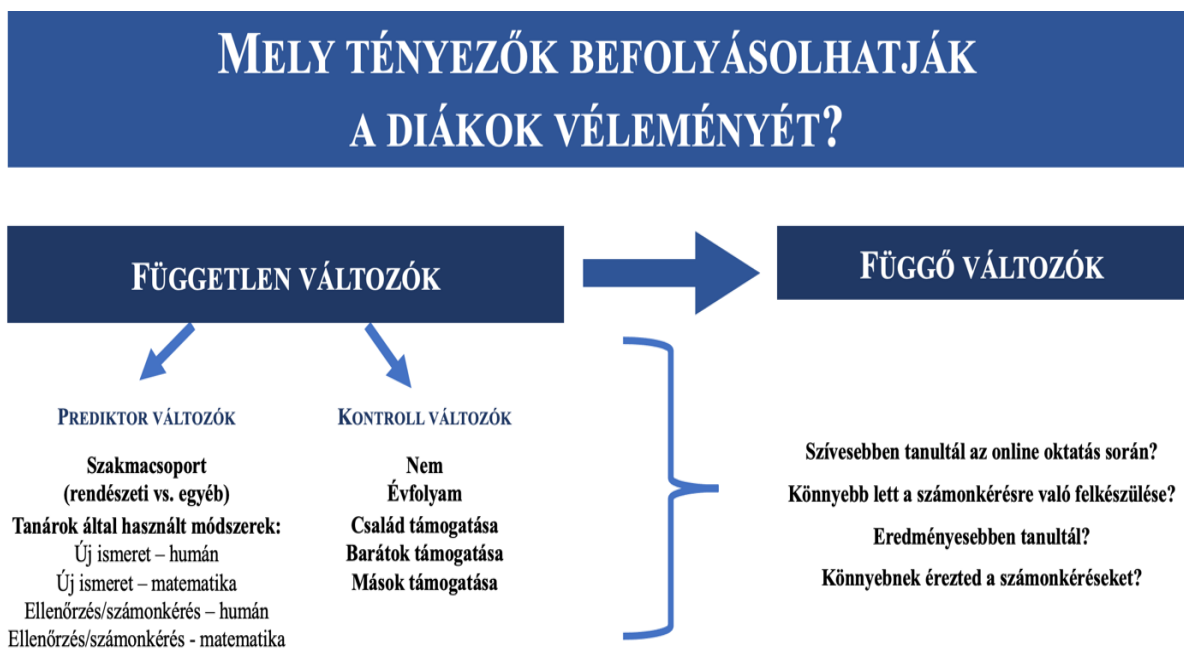 MELY TÉNYEZŐK BEFOLYÁSOLHATJÁK
A DIÁKOK VÉLEMÉNYÉT?
FÜGGETLEN VÁLTOZÓK
FÜGGŐ VÁLTOZÓK
PREDIKTOR VÁLTOZÓK
Szakmacsoport
(rendészeti vs. egyéb)
Tanárok által használt módszerek:
Új ismeret – humán
Új ismeret – matematika
Ellenőrzés/számonkérés – humán
Ellenőrzés/számonkérés - matematika
KONTROLL VÁLTOZÓK
Nem
Évfolyam
Család támogatása
Barátok támogatása
Mások támogatása
Szívesebben tanultál az online oktatás során?
Könnyebb lett a számonkérésre való felkészülése?
Eredményesebben tanultál?
Könnyebnek érezted a számonkéréseket?